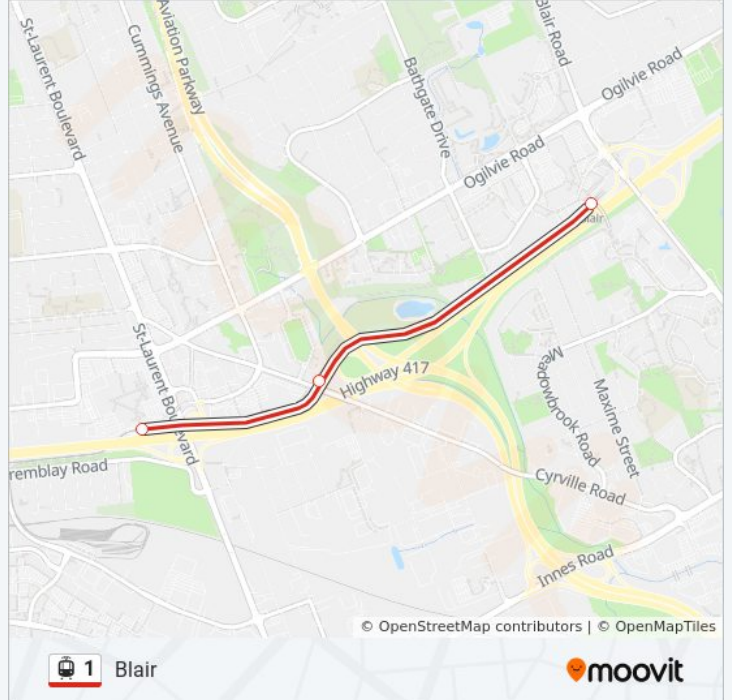 St-Laurent Boulevard
Cummings Avenue
Aviation Parkway
Bathgate Drive
Blair Road
Ogilvie Road
Ogilvie Road
Blair
St-Laurent Boulevard
Highway 417
Meadowbrook Road
Maxime Street
remblay Road
Cyrville Road
Innes Road
© OpenStreetMap contributors | © OpenMapTiles
1 Blair
moovit